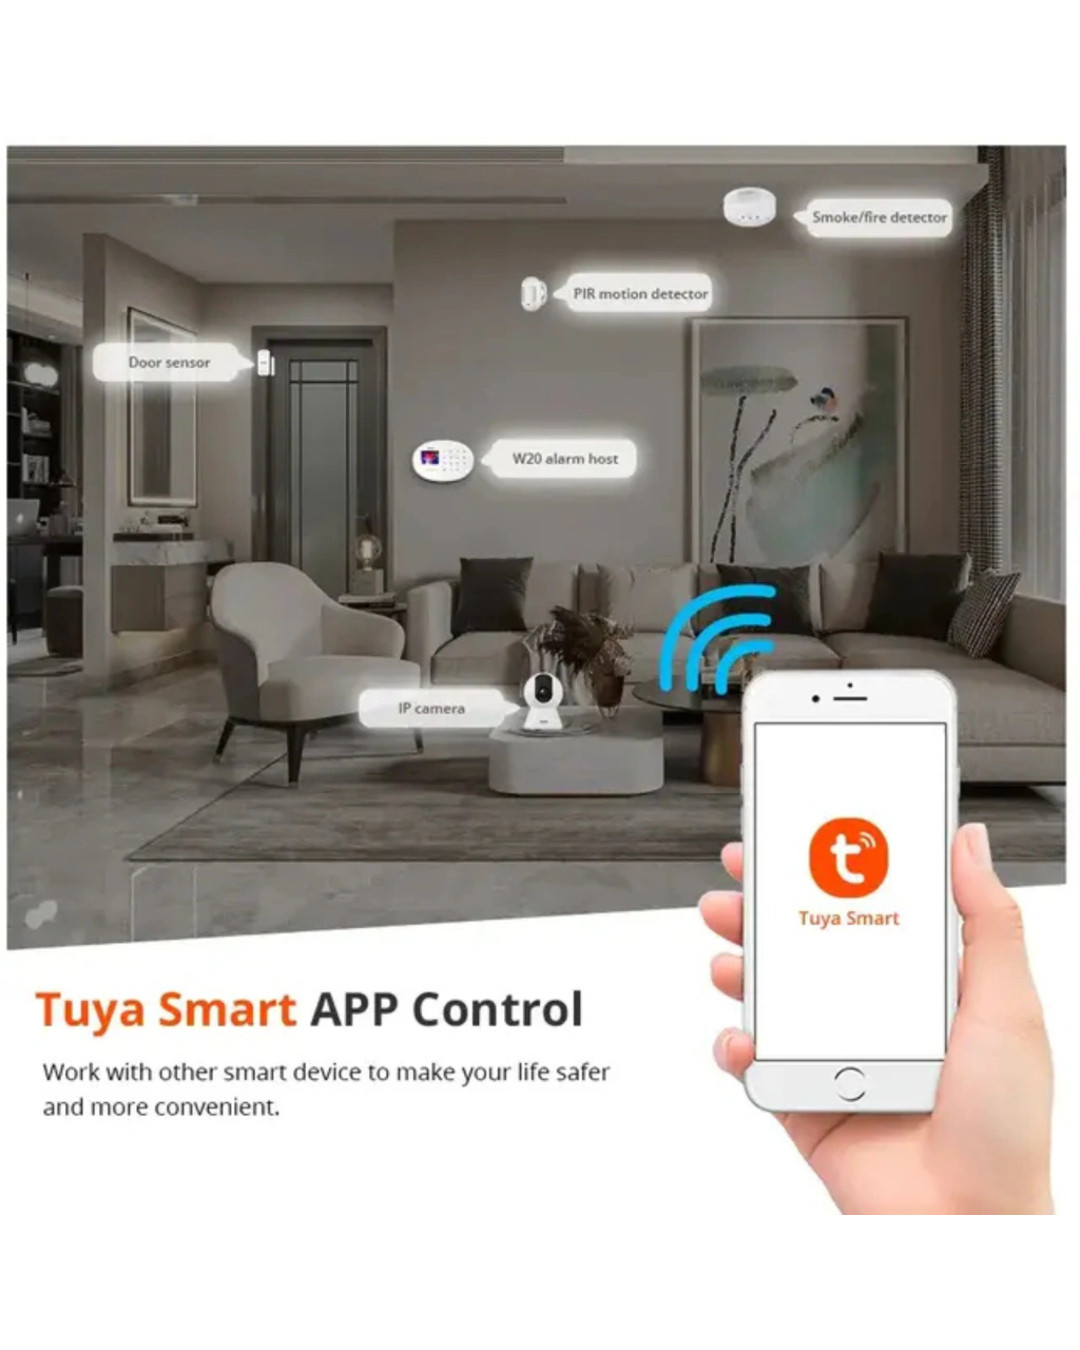 Smoke/fire detector
PIR motion detector
Door sensor
W20 alarm host
IP camera
Tuya Smart
Tuya Smart APP Control
Work with other smart device to make your life safer
and more convenient.